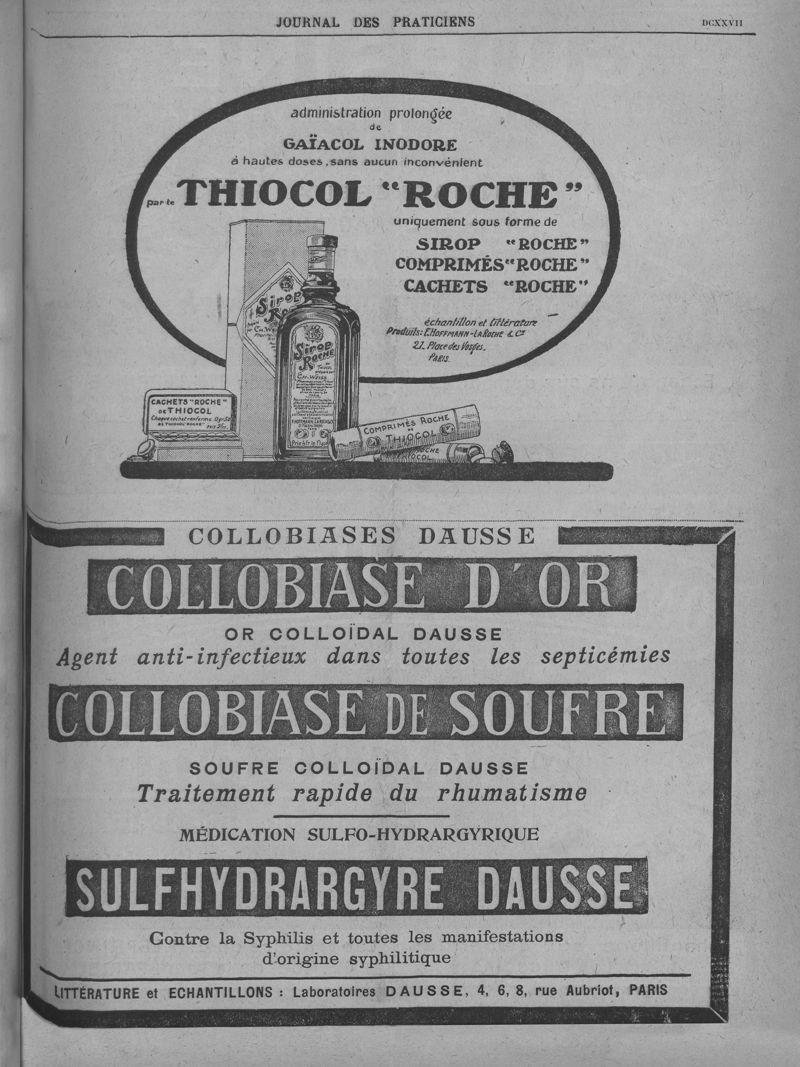 JOURNAL DES PRATICIENS
DCXXVII
administration prolongée
de
GAÏACOL INODORE
à hautes doses, sans aucun inconvénient
par le THIOCOL "ROCHE"
uniquement sous forme de
SIROP "ROCHE"
COMPRIMÉS "ROCHE"
CACHETS "ROCHE"
échantillon et littérature
Produits: F. HOFFMANN-LAROCHE & Cie
21. Place des Vosges.
PARIS.
Sirop
Sirop
ROCHE
CH. WEISS
CACHETS "ROCHE"
DE THIOCOL
COMPRIMÉS ROCHE
THIOCOL
COLLOBIASES DAUSSE
COLLOBIASE D'OR
OR COLLOÏDAL DAUSSE
Agent anti-infectieux dans toutes les septicémies
COLLOBIASE DE SOUFRE
SOUFRE COLLOÏDAL DAUSSE
Traitement rapide du rhumatisme
MÉDICATION SULFO-HYDRARGYRIQUE
SULFHYDRARGYRE DAUSSE
Contre la Syphilis et toutes les manifestations
d'origine syphilitique
LITTÉRATURE et ECHANTILLONS : Laboratoires DAUSSE, 4, 6, 8, rue Aubriot, PARIS